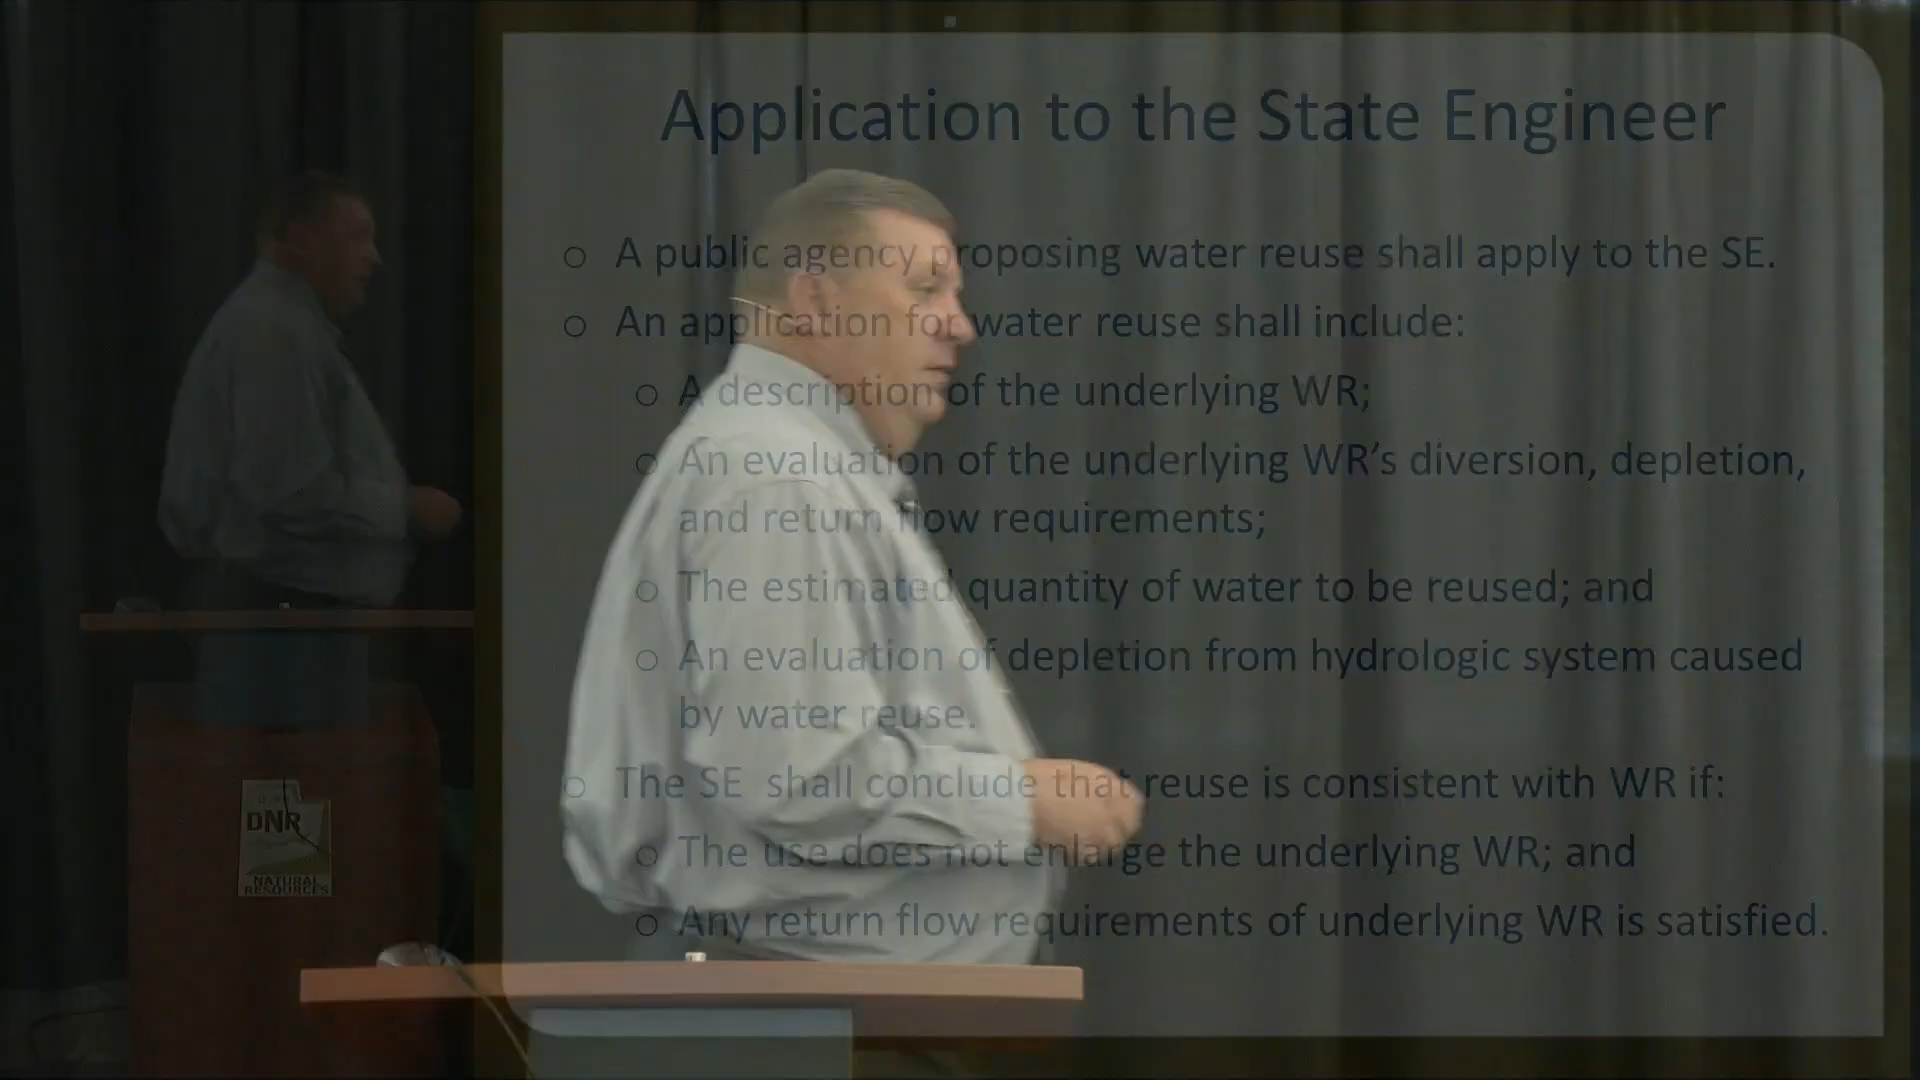 Application to the State Engineer
○ A public agency proposing water reuse shall apply to the SE.
○ An application for water reuse shall include:
○ A description of the underlying WR;
○ An evaluation of the underlying WR's diversion, depletion,
and return flow requirements;
○ The estimated quantity of water to be reused; and
○ An evaluation of depletion from hydrologic system caused
by water reuse.
○ The SE shall conclude that reuse is consistent with WR if:
○ The use does not enlarge the underlying WR; and
○ Any return flow requirements of underlying WR is satisfied.
DNR
NATURAL
RESOURCES